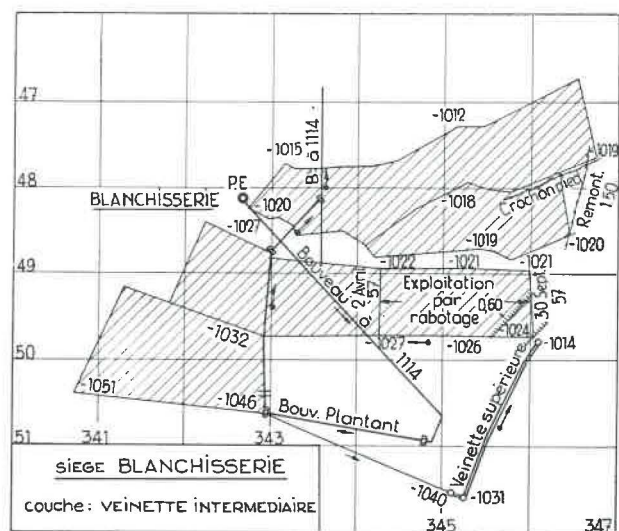 47
-1015
-1012
Bᵛ à 1114
-1019
48
P.E
-1020
-1018
Crochon pied
Remont. 1.50
BLANCHISSERIE
-1027
-1019
-1020
49
-1022
-1021
-1021
Bouveau à 1114
2 Avril 57
Exploitation
par
rabotage
0,60
30 Sept. 57
-1024
-1032
-1027
-1026
-1014
50
-1051
-1046
Bouv. Plantant
Veinette supérieure
51
341
343
SIEGE BLANCHISSERIE
couche: VEINETTE INTERMEDIAIRE
-1040
-1031
345
347